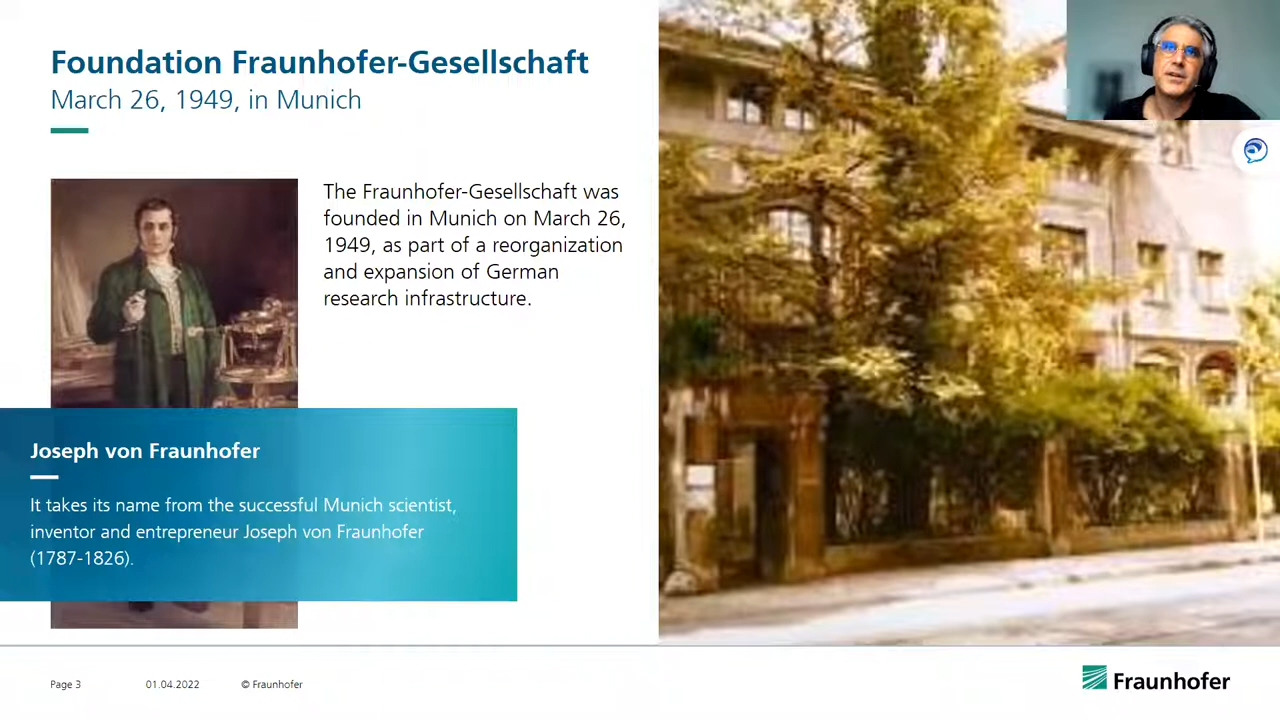 Foundation Fraunhofer-Gesellschaft
March 26, 1949, in Munich
The Fraunhofer-Gesellschaft was
founded in Munich on March 26,
1949, as part of a reorganization
and expansion of German
research infrastructure.
Joseph von Fraunhofer
It takes its name from the successful Munich scientist,
inventor and entrepreneur Joseph von Fraunhofer
(1787-1826).
Page 3
01.04.2022
© Fraunhofer
Fraunhofer